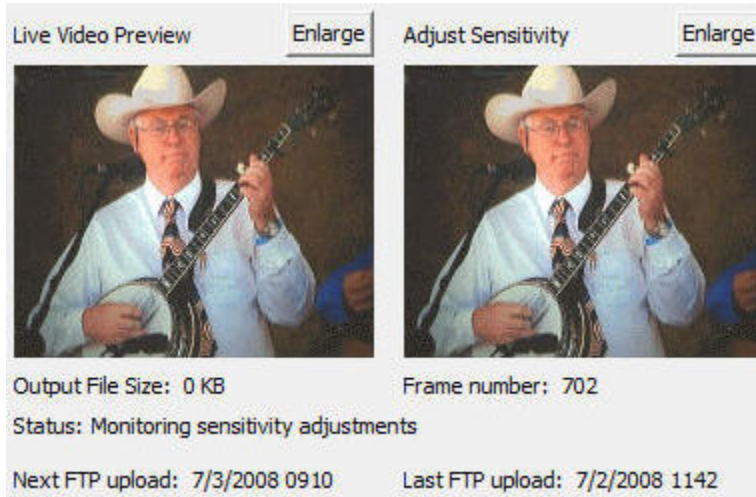 Live Video Preview Enlarge Adjust Sensitivity Enlarge
Output File Size: 0 KB Frame number: 702
Status: Monitoring sensitivity adjustments
Next FTP upload: 7/3/2008 0910 Last FTP upload: 7/2/2008 1142